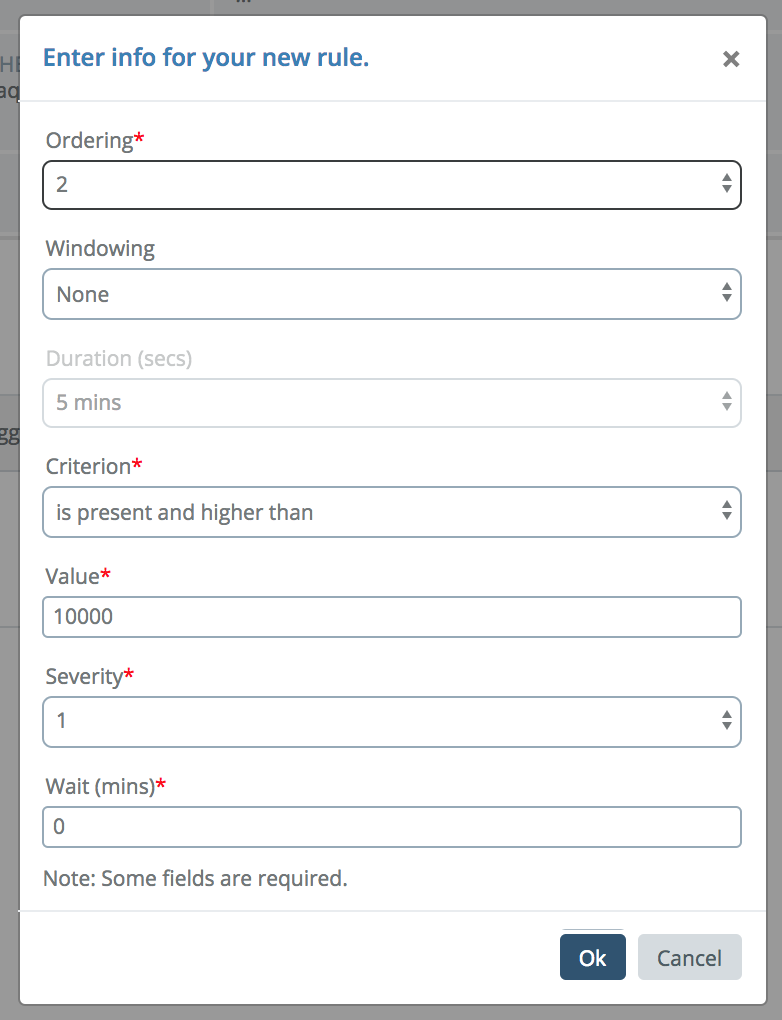 ...
Enter info for your new rule.
Ordering*
2
Windowing
None
Duration (secs)
5 mins
Criterion*
is present and higher than
Value*
10000
Severity*
1
Wait (mins)*
0
Note: Some fields are required.
Ok
Cancel